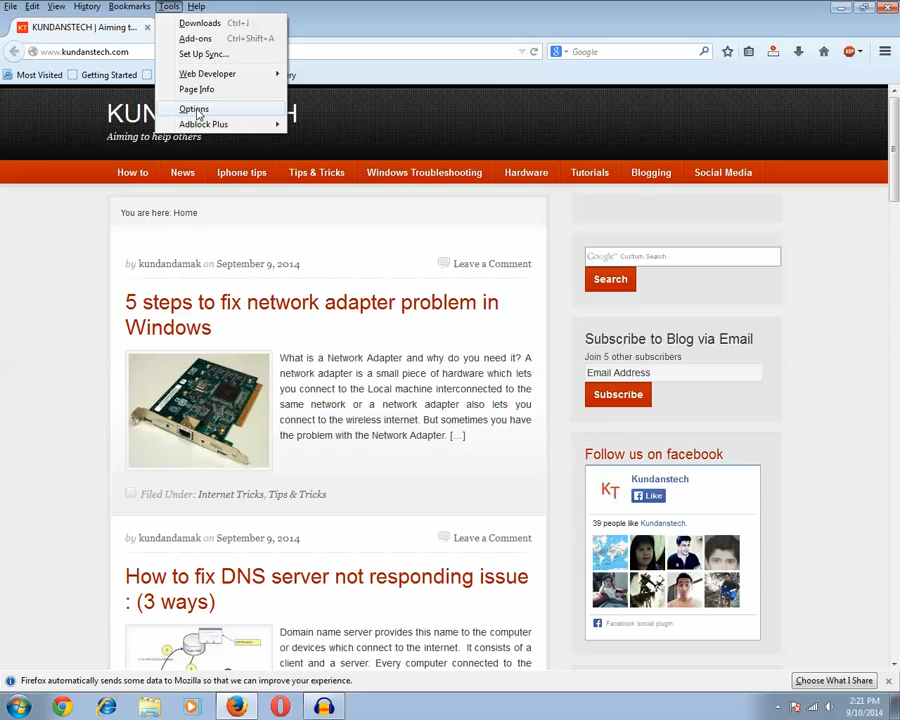 File Edit View History Bookmarks Tools Help
KT KUNDANSTECH | Aiming t...
www.kundanstech.com
Google
Most Visited Getting Started
Downloads Ctrl+J
Add-ons Ctrl+Shift+A
Set Up Sync...
Web Developer
Page Info
Options
Adblock Plus
Aiming to help others
How to News Iphone tips Tips & Tricks Windows Troubleshooting Hardware Tutorials Blogging Social Media
You are here: Home
by kundandamak on September 9, 2014 Leave a Comment
5 steps to fix network adapter problem in
Windows
What is a Network Adapter and why do you need it? A
network adapter is a small piece of hardware which lets
you connect to the Local machine interconnected to the
same network or a network adapter also lets you
connect to the wireless internet. But sometimes you have
the problem with the Network Adapter. [...]
Filed Under: Internet Tricks, Tips & Tricks
by kundandamak on September 9, 2014 Leave a Comment
How to fix DNS server not responding issue
: (3 ways)
Domain name server provides this name to the computer
or devices which connect to the network. It consists of
a client and a server. Every computer connected to the
Google Custom Search
Search
Subscribe to Blog via Email
Join 5 other subscribers
Email Address
Subscribe
Follow us on facebook
KT
Kundanstech
Like
39 people like Kundanstech.
Facebook social plugin
Firefox automatically sends some data to Mozilla so that we can improve your experience. Choose What I Share
2:21 PM
9/10/2014